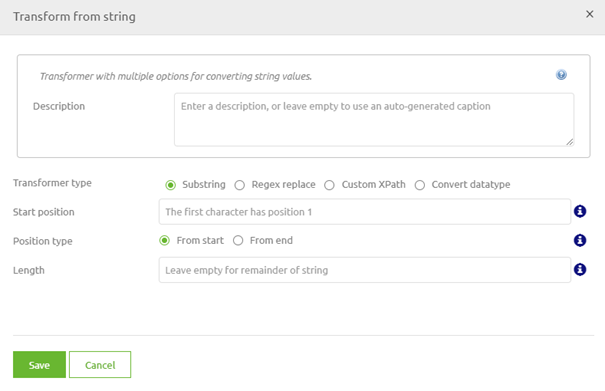 Transform from string
×
Transformer with multiple options for converting string values.
?
Description
Enter a description, or leave empty to use an auto-generated caption
Transformer type
Substring Regex replace Custom XPath Convert datatype
Start position
The first character has position 1
i
Position type
From start From end
i
Length
Leave empty for remainder of string
i
Save Cancel